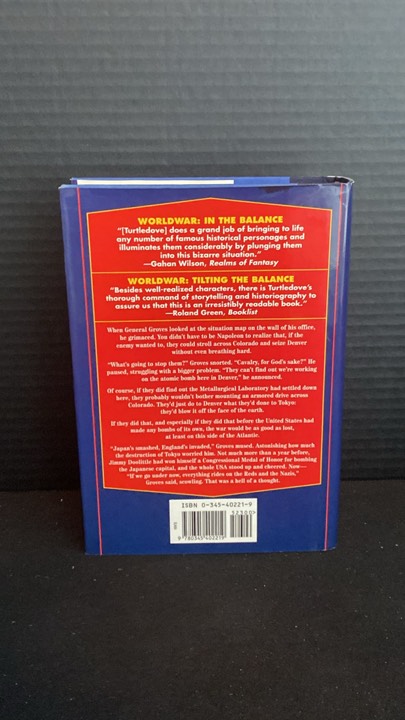 WORLDWAR: IN THE BALANCE
"[Turtledove] does a grand job of bringing to life
any number of famous historical personages and
illuminates them considerably by plunging them
into this bizarre situation."
—Gahan Wilson, Realms of Fantasy
WORLDWAR: TILTING THE BALANCE
"Besides well-realized characters, there is Turtledove's
thorough command of storytelling and historiography to
assure us that this is an irresistibly readable book."
—Roland Green, Booklist
When General Groves looked at the situation map on the wall of his office,
he grimaced. You didn't have to be Napoleon to realize that, if the
enemy wanted to, they could stroll across Colorado and seize Denver
without even breathing hard.
"What's going to stop them?" Groves snorted. "Cavalry, for God's sake?" He
paused, struggling with a bigger problem. "They can't find out we're working
on the atomic bomb here in Denver," he announced.
Of course, if they did find out the Metallurgical Laboratory had settled down
here, they probably wouldn't bother mounting an armored drive across
Colorado. They'd just do to Denver what they'd done to Tokyo:
they'd blow it off the face of the earth.
If they did that, and especially if they did that before the United States had
made any bombs of its own, the war would be as good as lost,
at least on this side of the Atlantic.
"Japan's smashed, England's invaded," Groves mused. Astonishing how much
the destruction of Tokyo worried him. Not much more than a year before,
Jimmy Doolittle had won himself a Congressional Medal of Honor for bombing
the Japanese capital, and the whole USA stood up and cheered. Now—
"If we go under now, everything rides on the Reds and the Nazis,"
Groves said, scowling. That was a hell of a thought.
ISBN 0-345-40221-9
52300
9 780345 402219